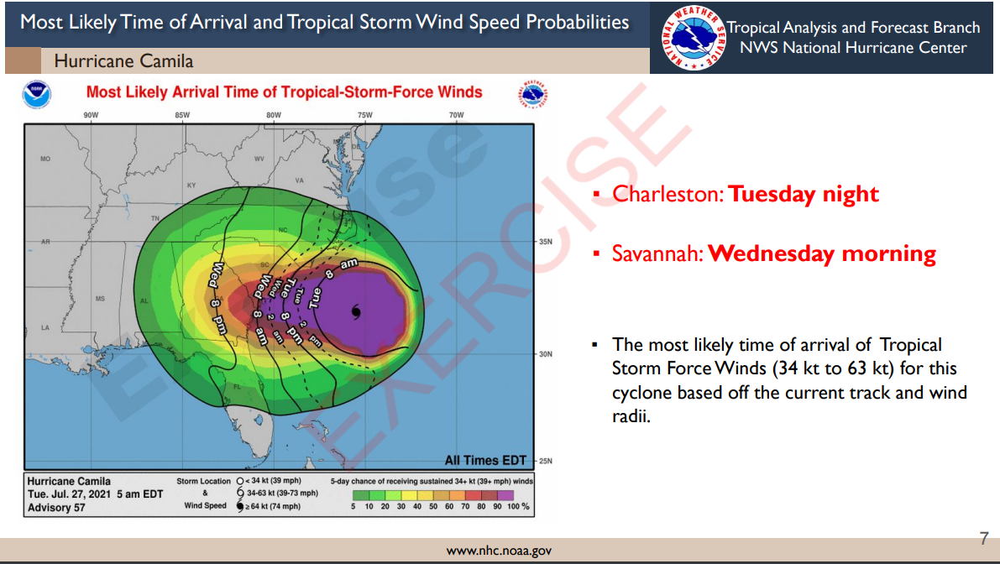 Most Likely Time of Arrival and Tropical Storm Wind Speed Probabilities
NATIONAL WEATHER SERVICE
Tropical Analysis and Forecast Branch
NWS National Hurricane Center
Hurricane Camila
NOAA
Most Likely Arrival Time of Tropical-Storm-Force Winds
90W 85W 80W 75W 70W
MO
WV
KY
VA
DE
TN
NC
AR
35N
SC
MS
AL
LA
30N
FL
25N
Wed 8 pm
Wed 8 am
Wed 2 am
Tue 8 pm
Tue 2 pm
Tue 8 am
Exercise
EXERCISE
All Times EDT
Hurricane Camila
Tue. Jul. 27, 2021 5 am EDT
Advisory 57
Storm Location
&
Wind Speed
< 34 kt (39 mph)
34-63 kt (39-73 mph)
≥ 64 kt (74 mph)
5-day chance of receiving sustained 34+ kt (39+ mph) winds
5 10 20 30 40 50 60 70 80 90 100 %
▪ Charleston: Tuesday night
▪ Savannah: Wednesday morning
▪ The most likely time of arrival of Tropical
Storm Force Winds (34 kt to 63 kt) for this
cyclone based off the current track and wind
radii.
7
www.nhc.noaa.gov